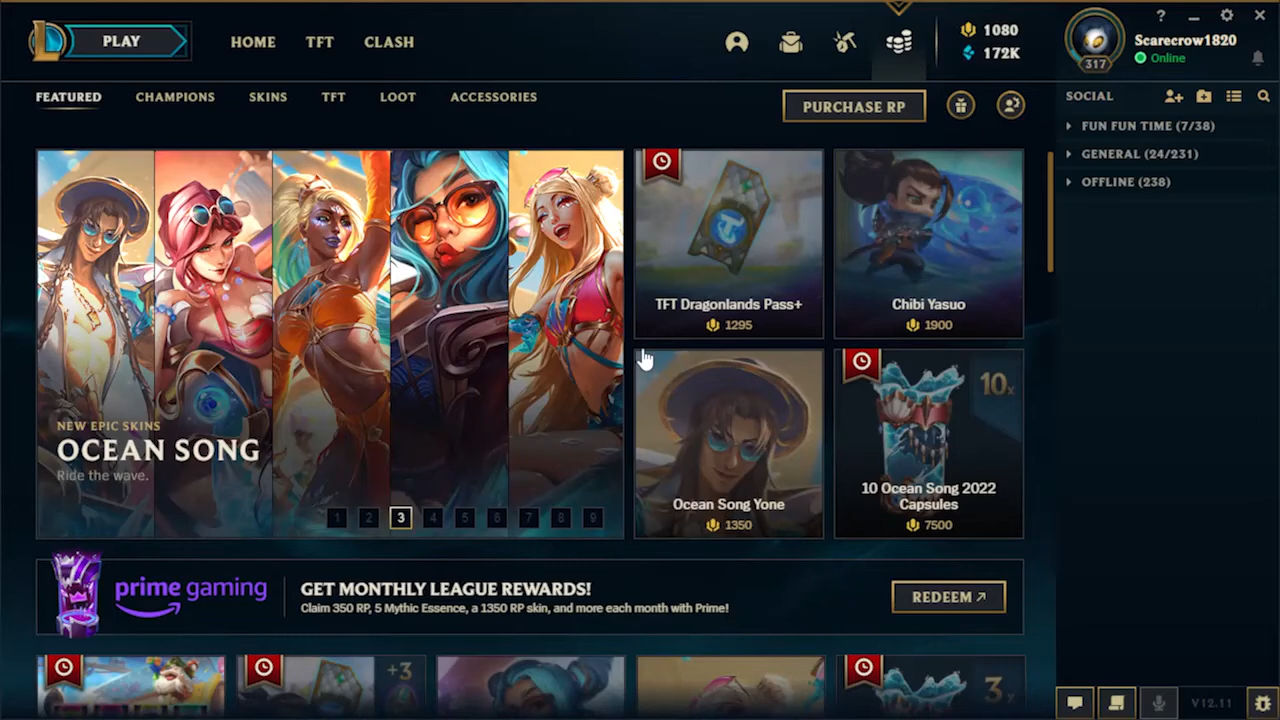 PLAY
HOME
TFT
CLASH
1080
172K
?
317
Scarecrow1820
Online
FEATURED
CHAMPIONS
SKINS
TFT
LOOT
ACCESSORIES
PURCHASE RP
SOCIAL
FUN FUN TIME (7/38)
GENERAL (24/231)
OFFLINE (238)
NEW EPIC SKINS
OCEAN SONG
Ride the wave.
1 2 3 4 5 6 7 8 9
TFT Dragonlands Pass+
1295
Chibi Yasuo
1900
Ocean Song Yone
1350
10x
10 Ocean Song 2022
Capsules
7500
prime gaming
GET MONTHLY LEAGUE REWARDS!
Claim 350 RP, 5 Mythic Essence, a 1350 RP skin, and more each month with Prime!
REDEEM
+3
3x
V12.11